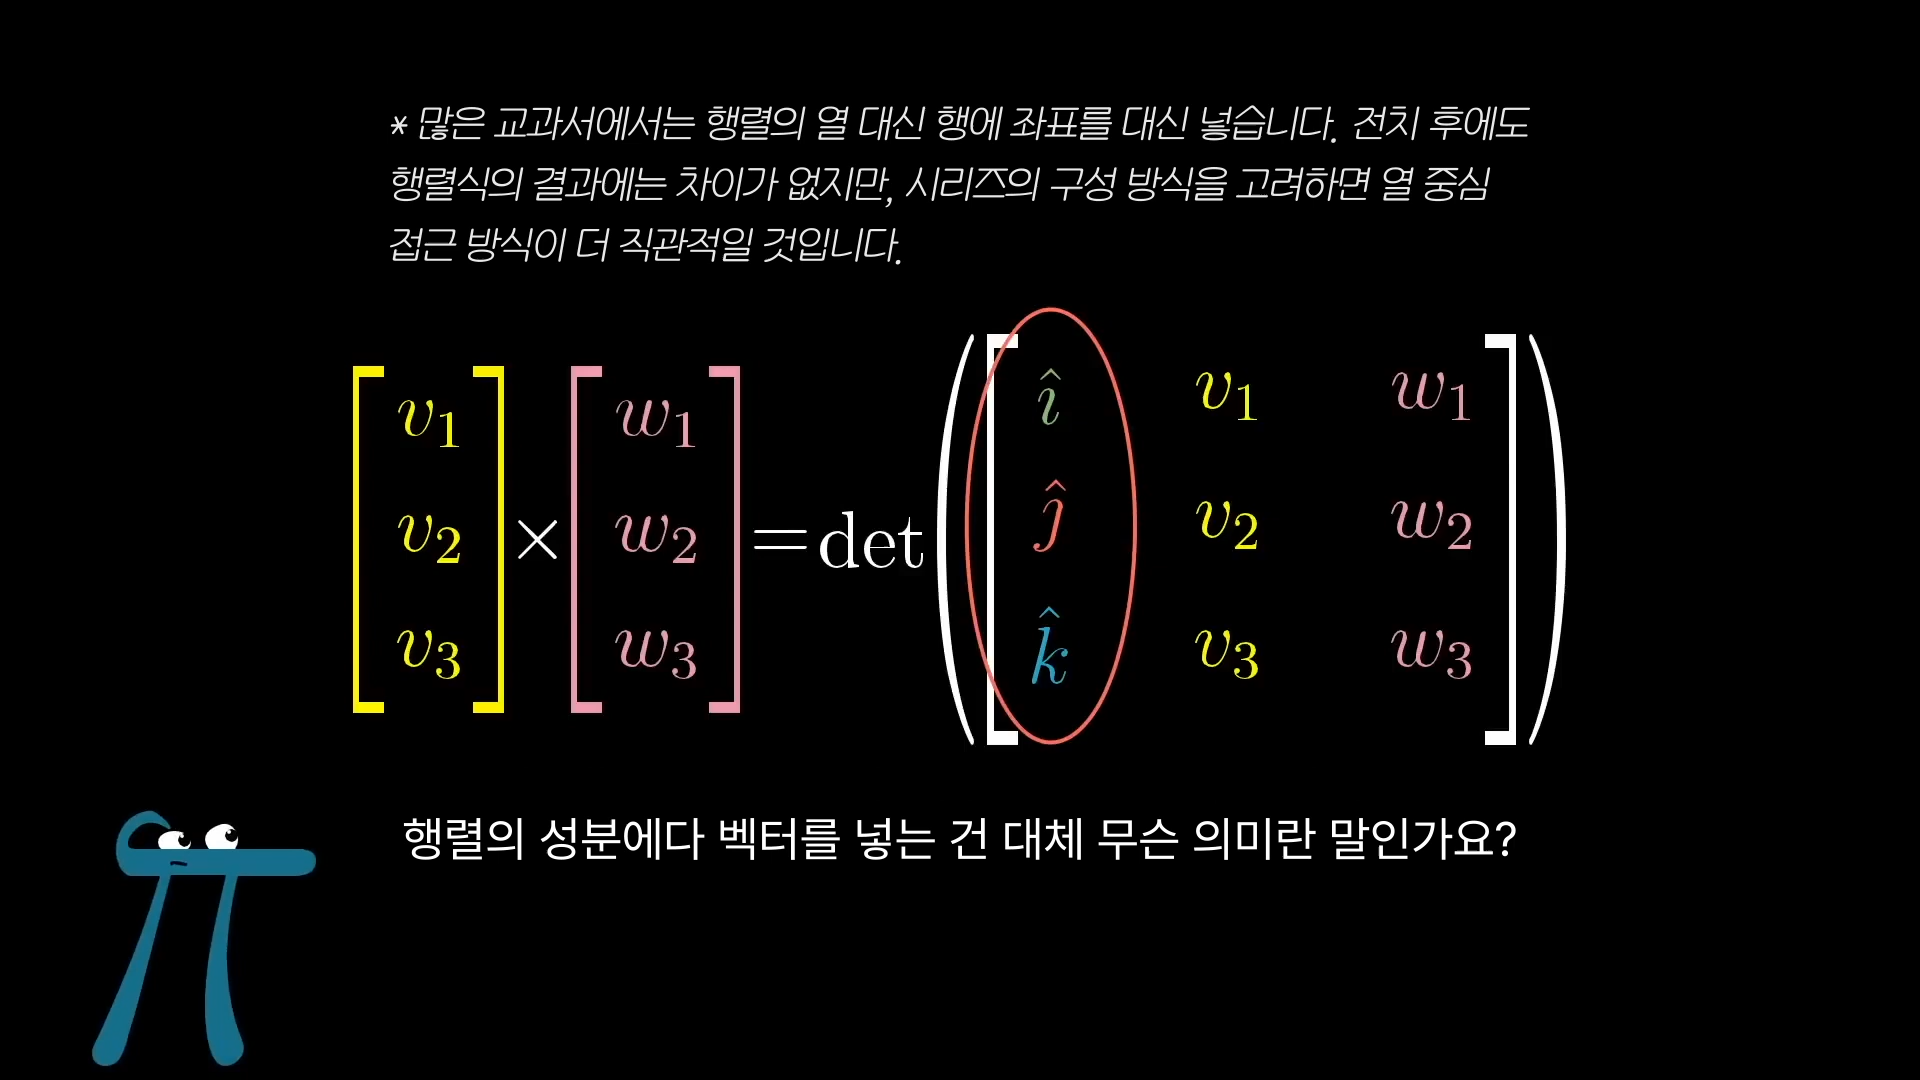 * 많은 교과서에서는 행렬의 열 대신 행에 좌표를 대신 넣습니다. 전치 후에도
행렬식의 결과에는 차이가 없지만, 시리즈의 구성 방식을 고려하면 열 중심
접근 방식이 더 직관적일 것입니다.
[v₁ v₂ v₃] × [w₁ w₂ w₃] = det([î v₁ w₁
ĵ v₂ w₂
k̂ v₃ w₃])
행렬의 성분에다 벡터를 넣는 건 대체 무슨 의미란 말인가요?